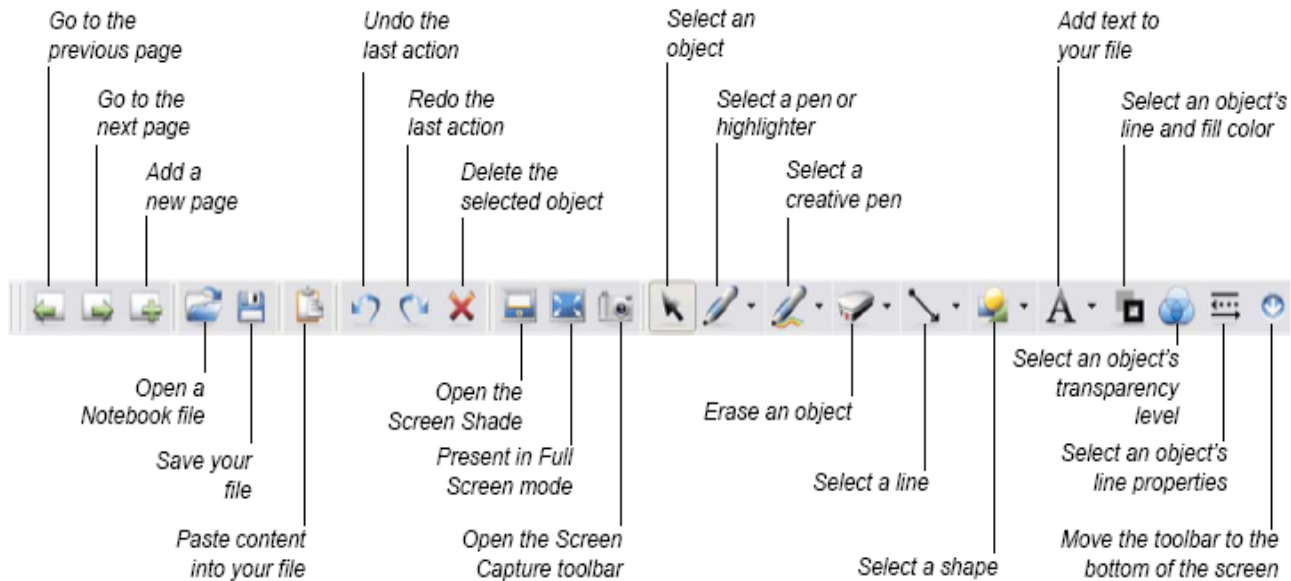 Go to the
previous page
Undo the
last action
Select an
object
Add text to
your file
Go to the
next page
Redo the
last action
Select a pen or
highlighter
Select an object's
line and fill color
Add a
new page
Delete the
selected object
Select a
creative pen
A
Open a
Notebook file
Open the
Screen Shade
Erase an object
Select an object's
transparency
level
Save your
file
Present in Full
Screen mode
Select a line
Select an object's
line properties
Paste content
into your file
Open the Screen
Capture toolbar
Select a shape
Move the toolbar to the
bottom of the screen